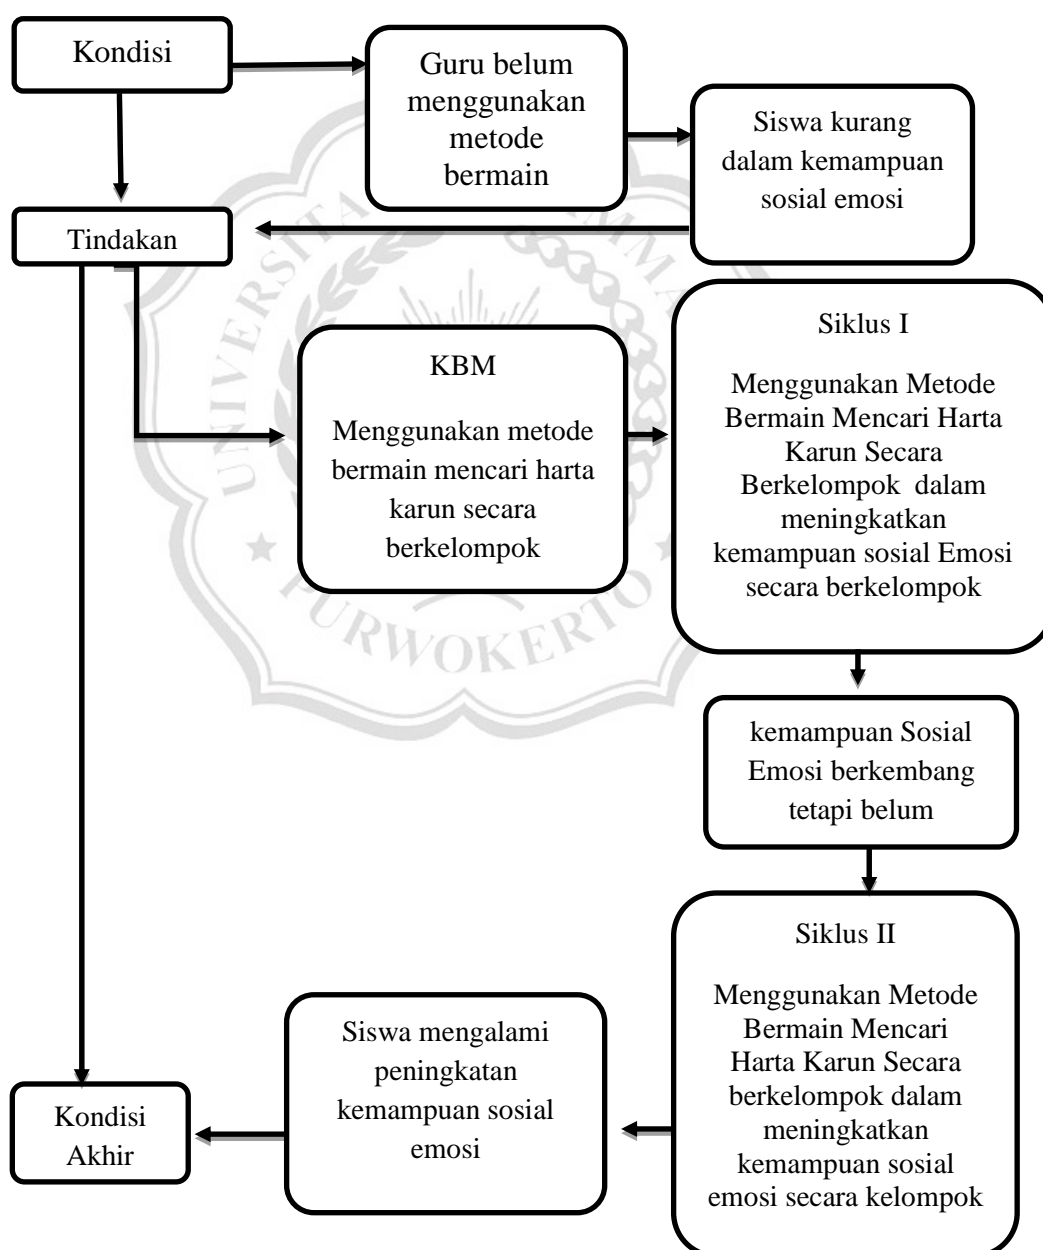 Kondisi
Guru belum
menggunakan
metode
bermain
Siswa kurang
dalam kemampuan
sosial emosi
Tindakan
KBM
Menggunakan metode
bermain mencari harta
karun secara
berkelompok
Siklus I
Menggunakan Metode
Bermain Mencari Harta
Karun Secara
Berkelompok dalam
meningkatkan
kemampuan sosial Emosi
secara berkelompok
kemampuan Sosial
Emosi berkembang
tetapi belum
Siklus II
Menggunakan Metode
Bermain Mencari
Harta Karun Secara
berkelompok dalam
meningkatkan
kemampuan sosial
emosi secara kelompok
Siswa mengalami
peningkatan
kemampuan sosial
emosi
Kondisi
Akhir
PURWOKERTO